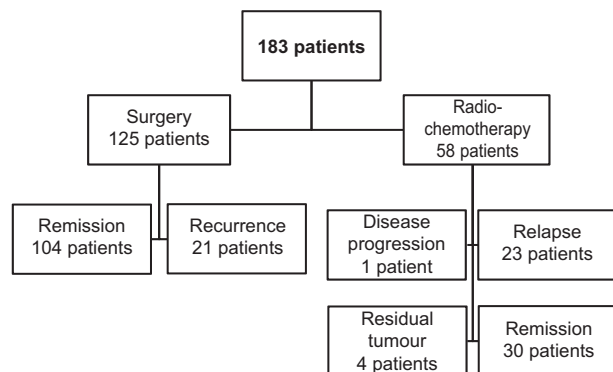 183 patients
Surgery
125 patients
Radio-
chemotherapy
58 patients
Remission
104 patients
Recurrence
21 patients
Disease
progression
1 patient
Relapse
23 patients
Residual
tumour
4 patients
Remission
30 patients